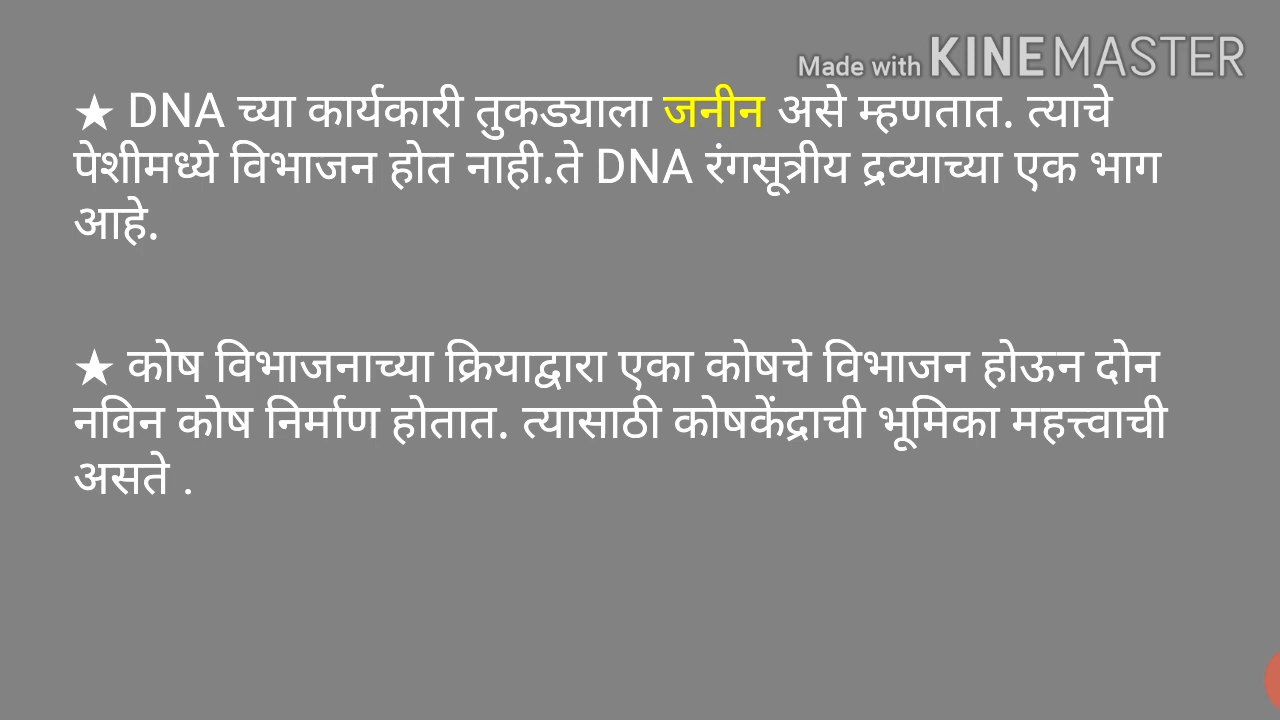 Made with KINEMASTER
★ DNA च्या कार्यकारी तुकड्याला जनीन असे म्हणतात. त्याचे
पेशीमध्ये विभाजन होत नाही.ते DNA रंगसूत्रीय द्रव्याच्या एक भाग
आहे.
★ कोष विभाजनाच्या क्रियाद्वारा एका कोषचे विभाजन होऊन दोन
नविन कोष निर्माण होतात. त्यासाठी कोषकेंद्राची भूमिका महत्त्वाची
असते .